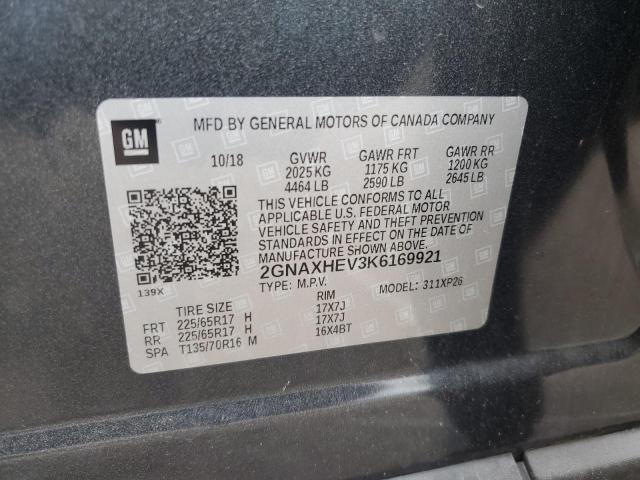 GM
MFD BY GENERAL MOTORS OF CANADA COMPANY
10/18 GVWR GAWR FRT GAWR RR
2025 KG 1175 KG 1200 KG
4464 LB 2590 LB 2645 LB
THIS VEHICLE CONFORMS TO ALL
APPLICABLE U.S. FEDERAL MOTOR
VEHICLE SAFETY AND THEFT PREVENTION
STANDARDS IN EFFECT ON THE DATE OF
MANUFACTURE SHOWN ABOVE.
2GNAXHEV3K6169921
TYPE: M.P.V. MODEL: 311XP26
139X
TIRE SIZE RIM
FRT 225/65R17 H 17X7J
RR 225/65R17 H 17X7J
SPA T135/70R16 M 16X4BT